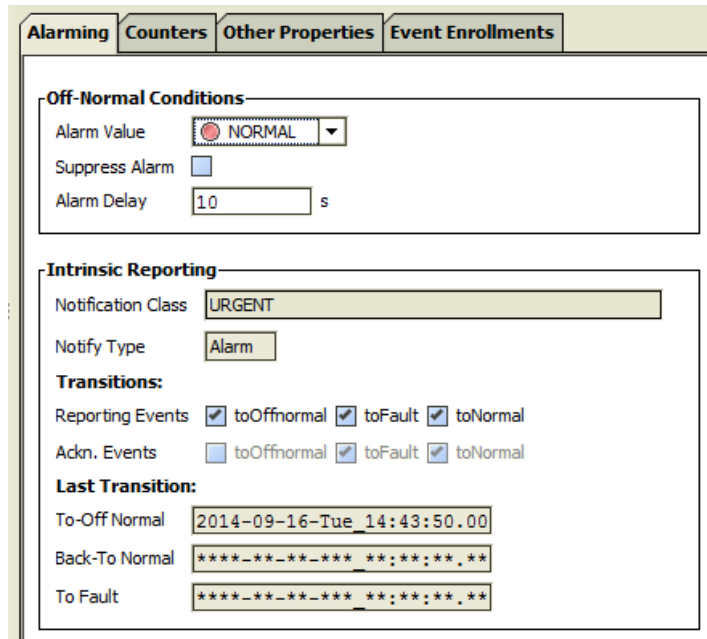 Alarming Counters Other Properties Event Enrollments
Off-Normal Conditions
Alarm Value NORMAL
Suppress Alarm
Alarm Delay 10 s
Intrinsic Reporting
Notification Class URGENT
Notify Type Alarm
Transitions:
Reporting Events toOffnormal toFault toNormal
Ackn. Events toOffnormal toFault toNormal
Last Transition:
To-Off Normal 2014-09-16-Tue_14:43:50.00
Back-To Normal ****-**-**-***_**:**:**.**
To Fault ****-**-**-***_**:**:**.**